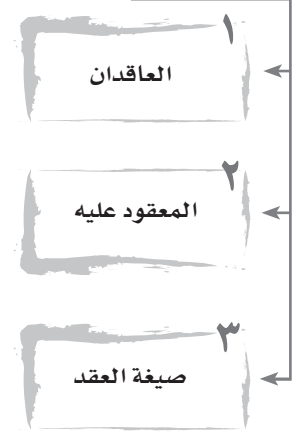 ١
العاقدان
٢
المعقود عليه
٣
صيغة العقد